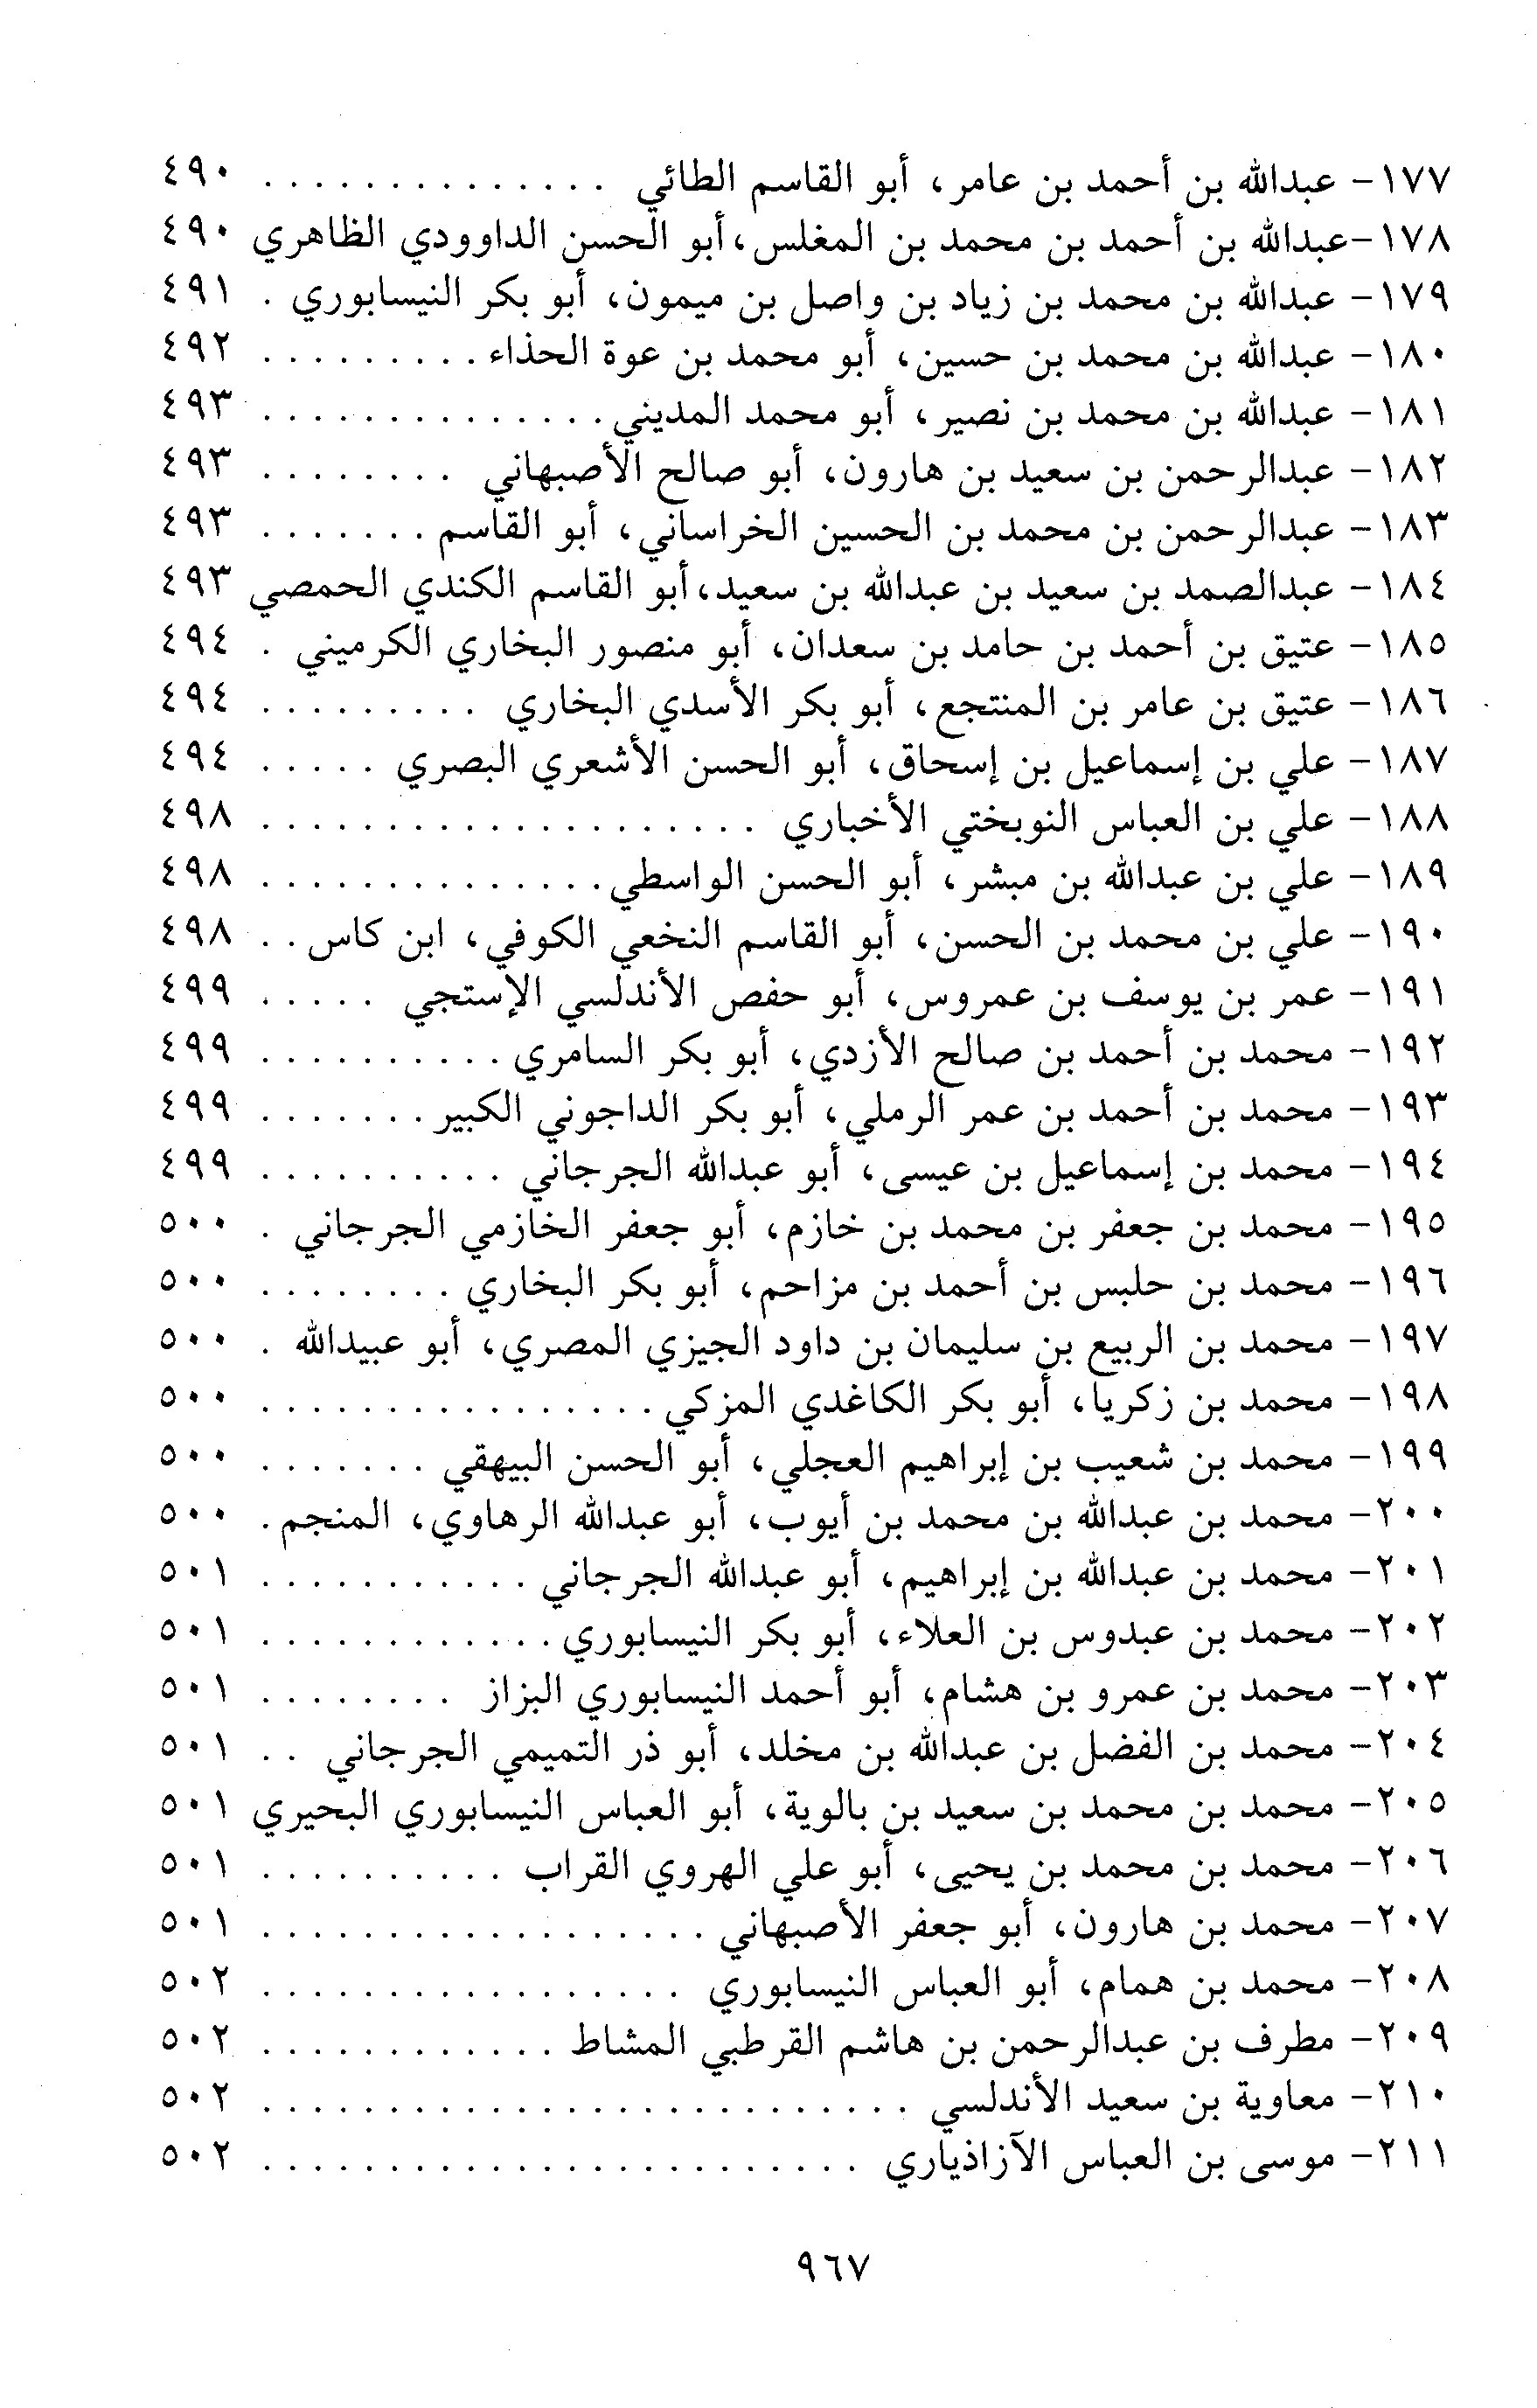 ١٧٧- عبدالله بن أحمد بن عامر، أبو القاسم الطائي . . . . . . . . . . . . . . ٤٩٠
١٧٨- عبدالله بن أحمد بن محمد بن المغلس، أبو الحسن الداوودي الظاهري ٤٩٠
١٧٩- عبدالله بن محمد بن زياد بن واصل بن ميمون، أبو بكر النيسابوري . ٤٩١
١٨٠- عبدالله بن محمد بن حسين، أبو محمد بن عوة الحذاء . . . . . . . . . ٤٩٢
١٨١- عبدالله بن محمد بن نصير، أبو محمد المديني . . . . . . . . . . . . . . ٤٩٣
١٨٢- عبدالرحمن بن سعيد بن هارون، أبو صالح الأصبهاني . . . . . . . . ٤٩٣
١٨٣- عبدالرحمن بن محمد بن الحسين الخراساني، أبو القاسم . . . . . . . ٤٩٣
١٨٤- عبدالصمد بن سعيد بن عبدالله بن سعيد، أبو القاسم الكندي الحمصي ٤٩٣
١٨٥- عتيق بن أحمد بن حامد بن سعدان، أبو منصور البخاري الكرميني . ٤٩٤
١٨٦- عتيق بن عامر بن المنتجع، أبو بكر الأسدي البخاري . . . . . . . . . ٤٩٤
١٨٧- علي بن إسماعيل بن إسحاق، أبو الحسن الأشعري البصري . . . . . ٤٩٤
١٨٨- علي بن العباس النوبختي الأخباري . . . . . . . . . . . . . . . . . . . . ٤٩٨
١٨٩- علي بن عبدالله بن مبشر، أبو الحسن الواسطي . . . . . . . . . . . . . . ٤٩٨
١٩٠- علي بن محمد بن الحسن، أبو القاسم النخعي الكوفي، ابن كاس . . ٤٩٨
١٩١- عمر بن يوسف بن عمروس، أبو حفص الأندلسي الإستجي . . . . . ٤٩٩
١٩٢- محمد بن أحمد بن صالح الأزدي، أبو بكر السامري . . . . . . . . . . ٤٩٩
١٩٣- محمد بن أحمد بن عمر الرملي، أبو بكر الداجوني الكبير . . . . . . . ٤٩٩
١٩٤- محمد بن إسماعيل بن عيسى، أبو عبدالله الجرجاني . . . . . . . . . . ٤٩٩
١٩٥- محمد بن جعفر بن محمد بن خازم، أبو جعفر الخازمي الجرجاني . ٥٠٠
١٩٦- محمد بن حلبس بن أحمد بن مزاحم، أبو بكر البخاري . . . . . . . . ٥٠٠
١٩٧- محمد بن الربيع بن سليمان بن داود الجيزي المصري، أبو عبيدالله . ٥٠٠
١٩٨- محمد بن زكريا، أبو بكر الكاغدي المزكي . . . . . . . . . . . . . . . . ٥٠٠
١٩٩- محمد بن شعيب بن إبراهيم العجلي، أبو الحسن البيهقي . . . . . . . ٥٠٠
٢٠٠- محمد بن عبدالله بن محمد بن أيوب، أبو عبدالله الرهاوي، المنجم . ٥٠٠
٢٠١- محمد بن عبدالله بن إبراهيم، أبو عبدالله الجرجاني . . . . . . . . . . . ٥٠١
٢٠٢- محمد بن عبدوس بن العلاء، أبو بكر النيسابوري . . . . . . . . . . . . ٥٠١
٢٠٣- محمد بن عمرو بن هشام، أبو أحمد النيسابوري البزاز . . . . . . . . ٥٠١
٢٠٤- محمد بن الفضل بن عبدالله بن مخلد، أبو ذر التميمي الجرجاني . . ٥٠١
٢٠٥- محمد بن محمد بن سعيد بن بالوية، أبو العباس النيسابوري البحيري ٥٠١
٢٠٦- محمد بن محمد بن يحيى، أبو علي الهروي القراب . . . . . . . . . . ٥٠١
٢٠٧- محمد بن هارون، أبو جعفر الأصبهاني . . . . . . . . . . . . . . . . . . ٥٠١
٢٠٨- محمد بن همام، أبو العباس النيسابوري . . . . . . . . . . . . . . . . . ٥٠٢
٢٠٩- مطرف بن عبدالرحمن بن هاشم القرطبي المشاط . . . . . . . . . . . . ٥٠٢
٢١٠- معاوية بن سعيد الأندلسي . . . . . . . . . . . . . . . . . . . . . . . . . . ٥٠٢
٢١١- موسى بن العباس الآزاذياري . . . . . . . . . . . . . . . . . . . . . . . . ٥٠٢
٩٦٧